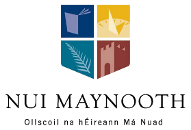 NUI MAYNOOTH
Ollscoil na hÉireann Má Nuad